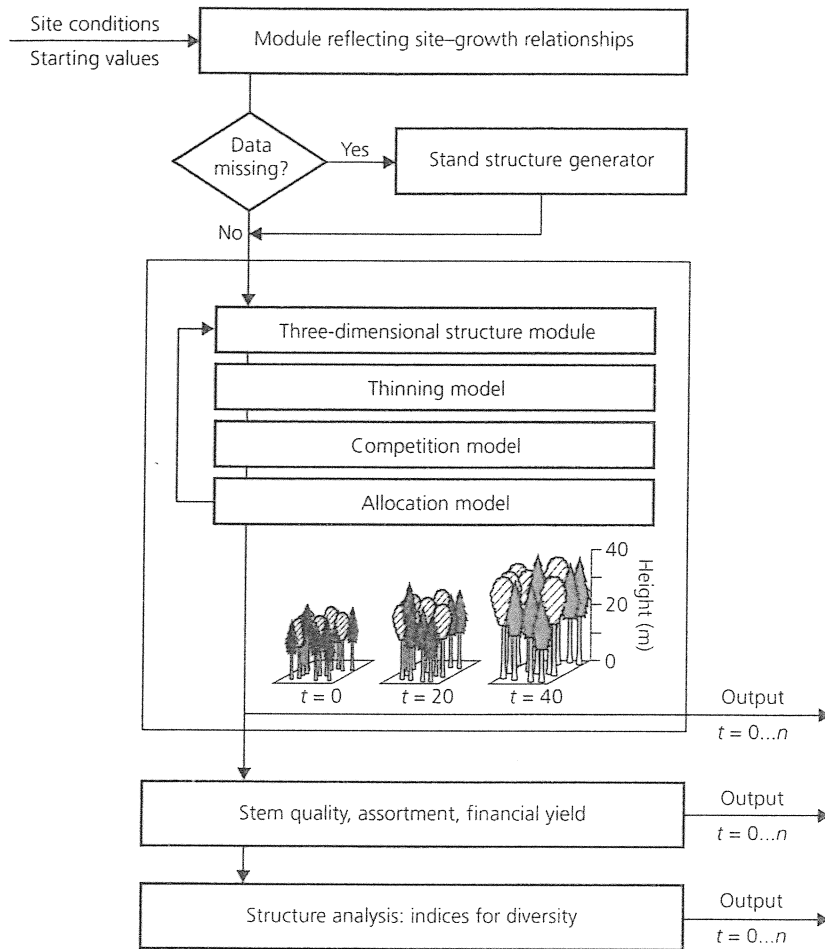 Site conditions
Starting values
Module reflecting site–growth relationships
Data
missing?
Yes
Stand structure generator
No
Three-dimensional structure module
Thinning model
Competition model
Allocation model
40
20
0
Height (m)
t = 0
t = 20
t = 40
Output
t = 0...n
Stem quality, assortment, financial yield
Output
t = 0...n
Structure analysis: indices for diversity
Output
t = 0...n